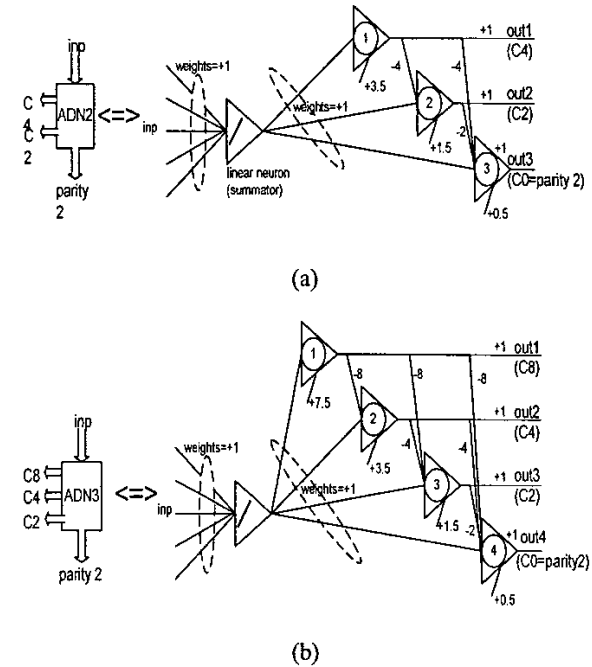 inp
C
4
C
2
ADN2
<=>
parity
2
weights=+1
inp
linear neuron
(summator)
weights=+1
1
+3.5
-4
-4
2
+1.5
-2
3
+0.5
+1 out1
(C4)
+1 out2
(C2)
+1 out3
(C0=parity 2)
(a)
inp
C8
C4
C2
ADN3
<=>
parity 2
weights=+1
inp
weights=+1
1
+7.5
-8
-8
-8
2
+3.5
-4
-4
3
+1.5
-2
4
+0.5
+1 out1
(C8)
+1 out2
(C4)
+1 out3
(C2)
+1 out4
(C0=parity2)
(b)